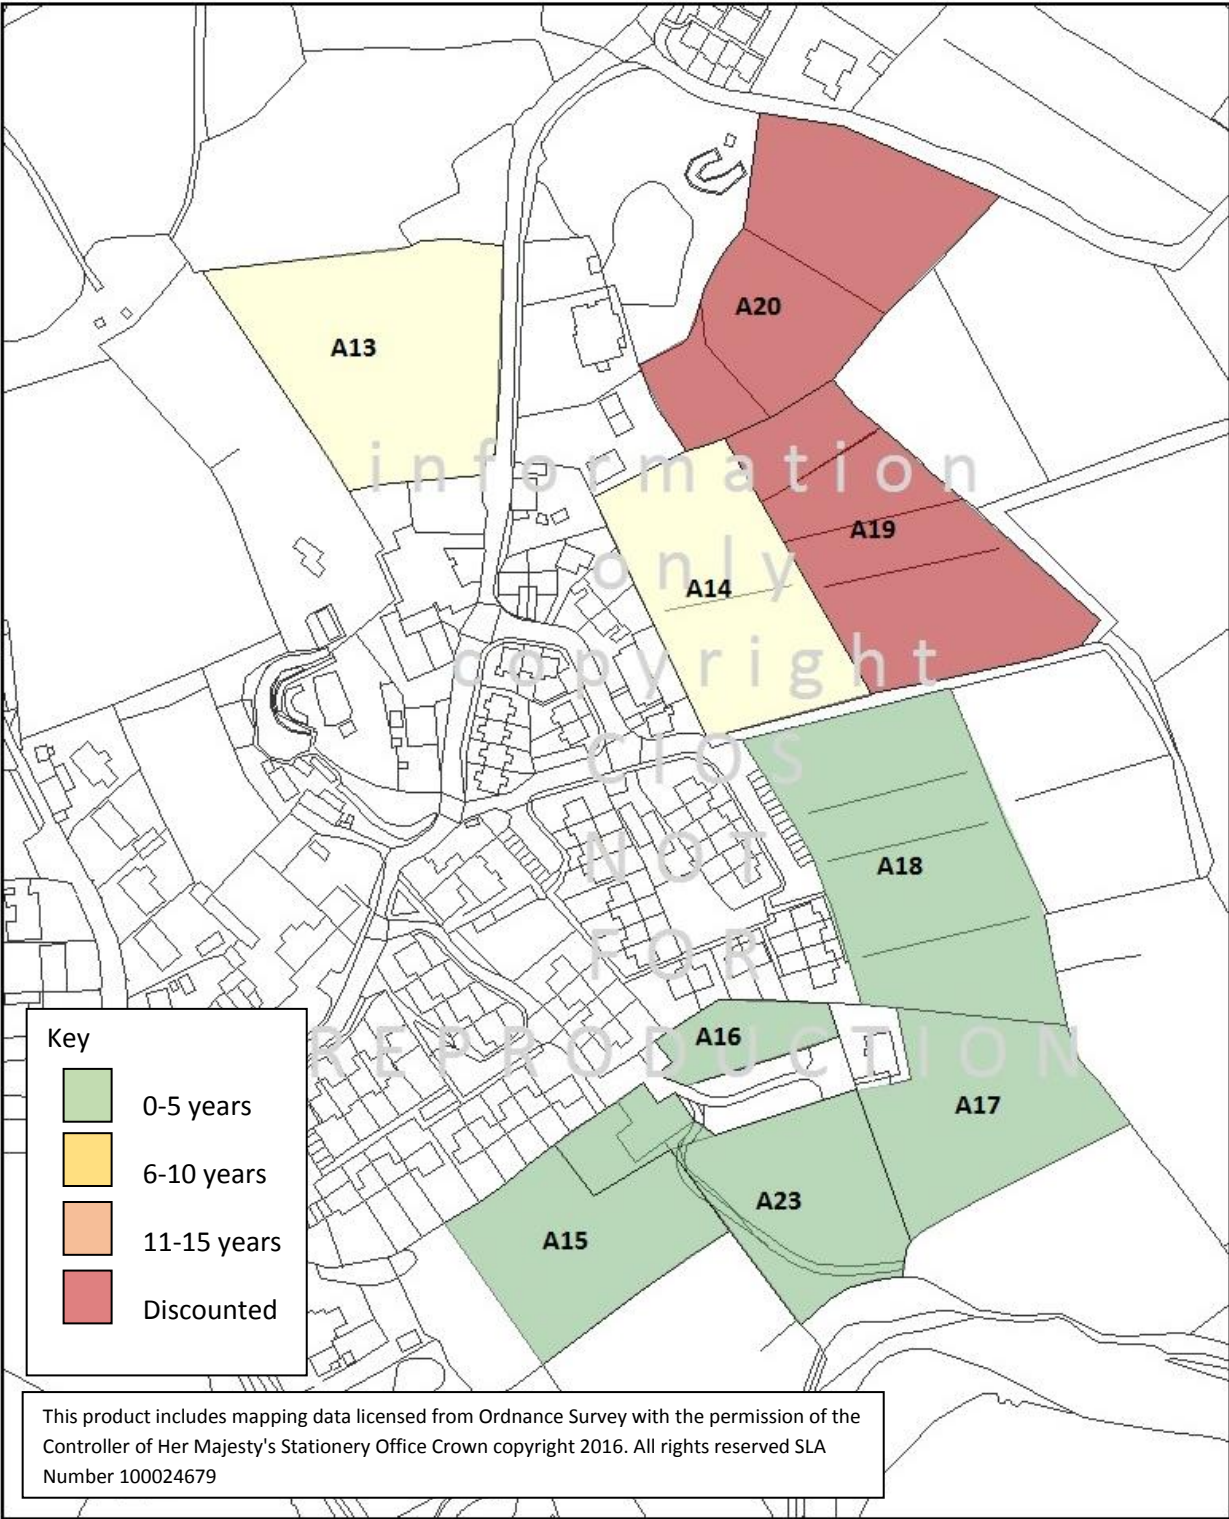 A20
A13
information
A19
only
A14
copyright
CIOS
NOT
A18
FOR
REPRODUCTION
A16
A17
A23
A15
Key
0-5 years
6-10 years
11-15 years
Discounted
This product includes mapping data licensed from Ordnance Survey with the permission of the
Controller of Her Majesty's Stationery Office Crown copyright 2016. All rights reserved SLA
Number 100024679